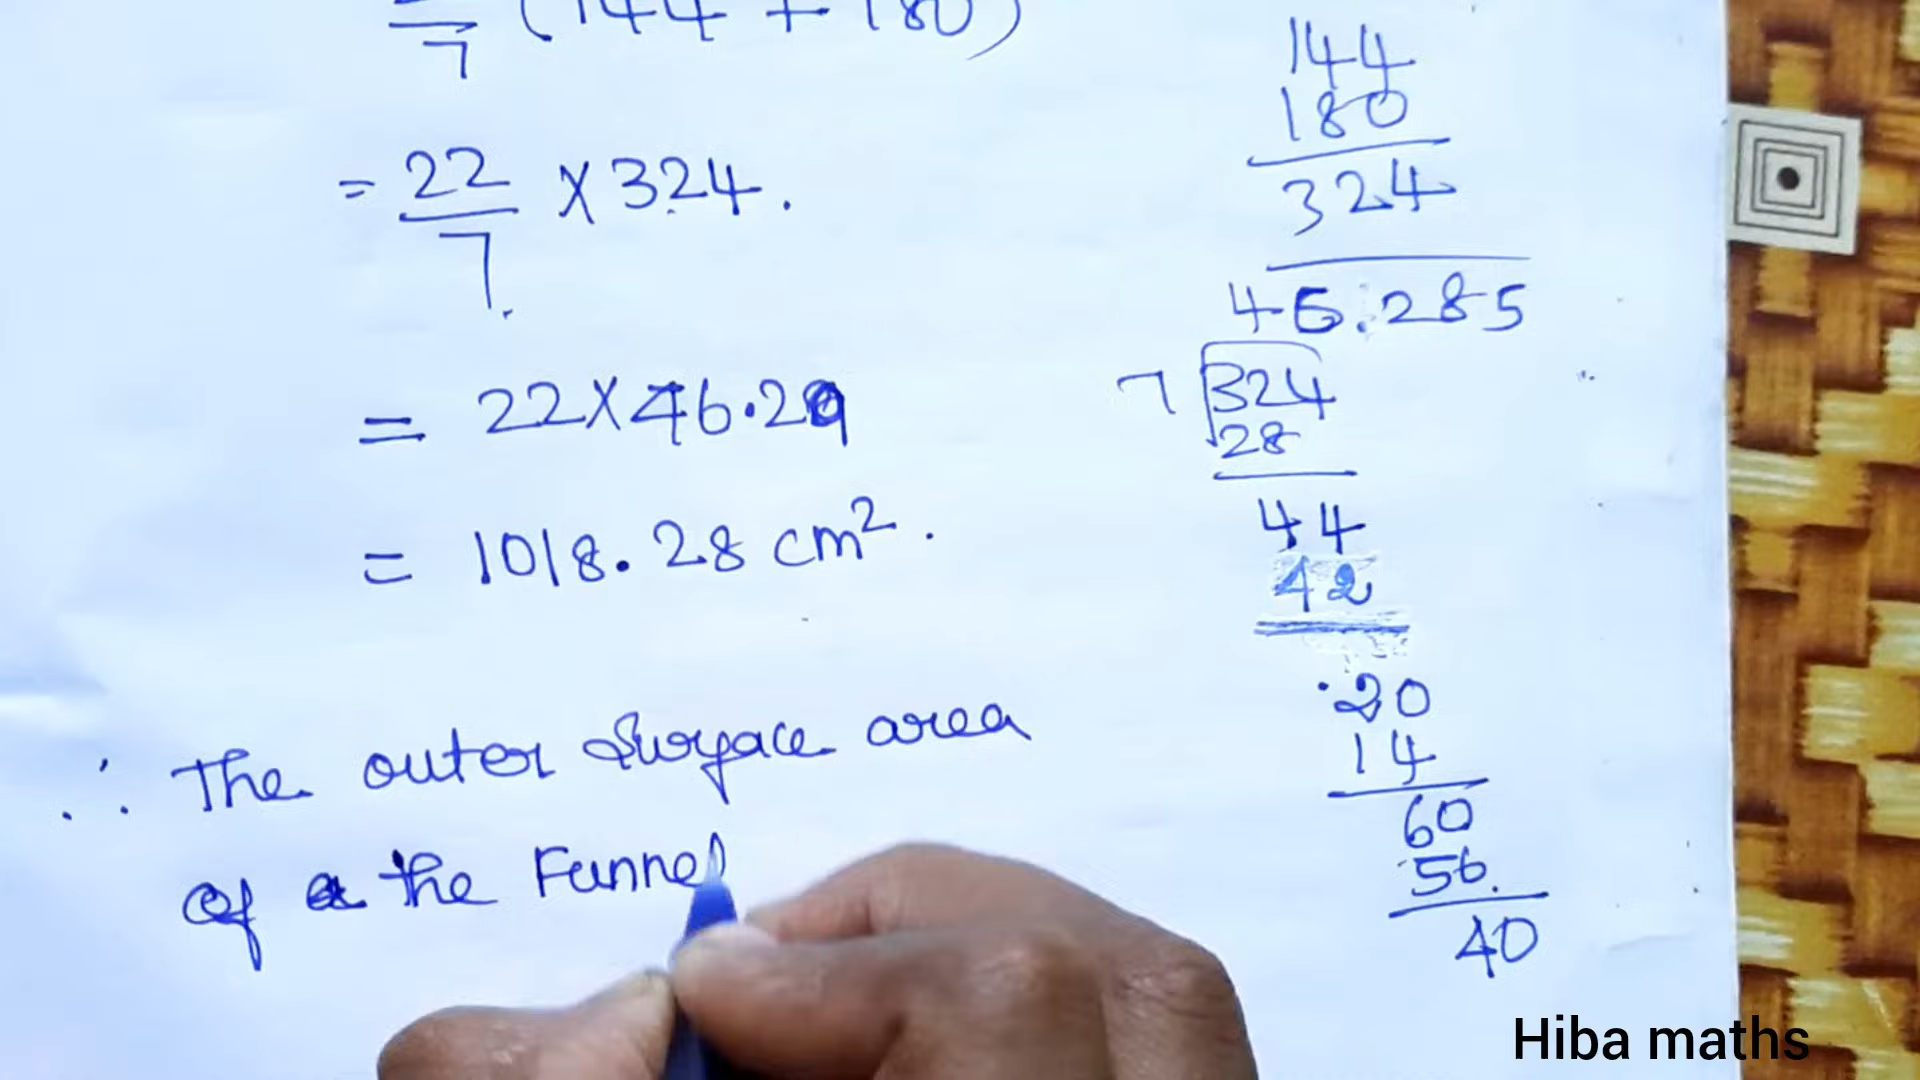 7 (144 + 180)
= 22/7 × 324.
= 22 × 46.29
= 1018.28 cm².
∴ The outer Surface area
of the Funnel
144
180
324
46.285
7 324
28
44
42
20
14
60
56.
40
Hiba maths